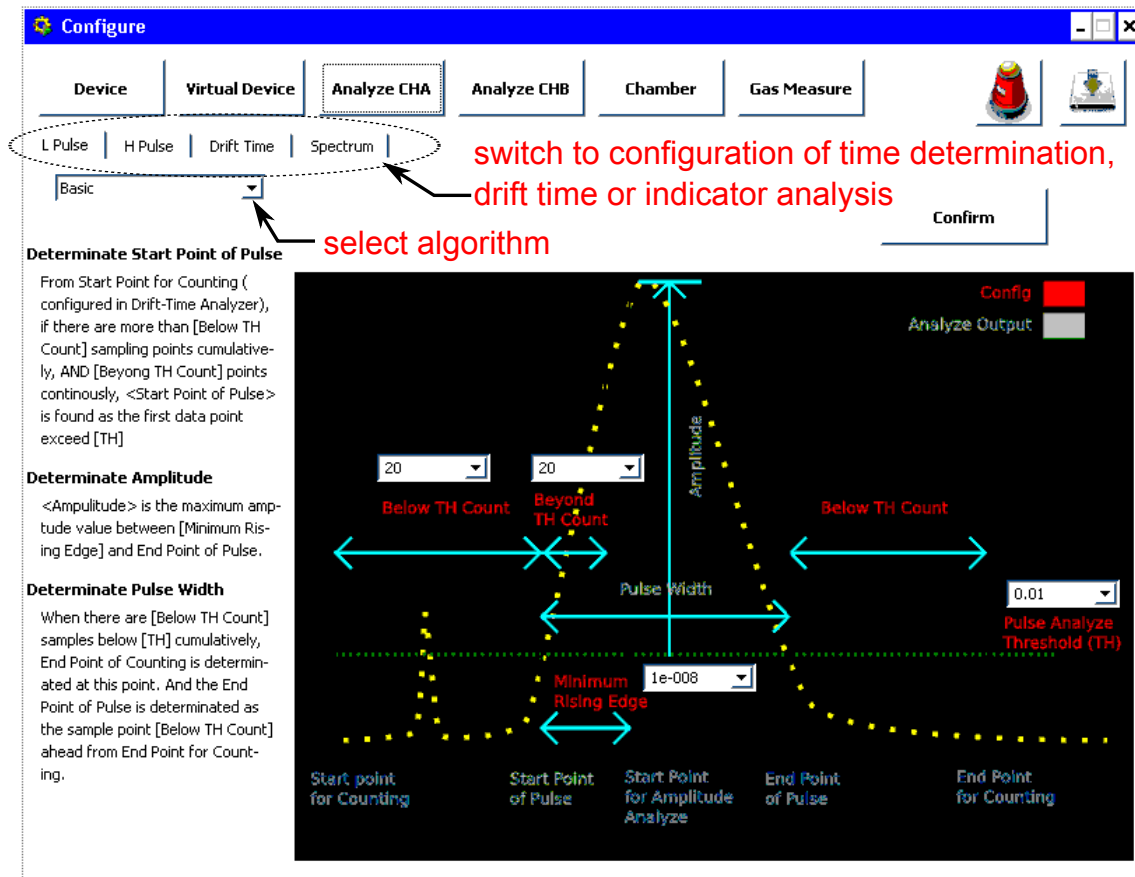 Configure
Device
Virtual Device
Analyze CHA
Analyze CHB
Chamber
Gas Measure
L Pulse
H Pulse
Drift Time
Spectrum
switch to configuration of time determination,
drift time or indicator analysis
Basic
select algorithm
Confirm
Determinate Start Point of Pulse
From Start Point for Counting (
configured in Drift-Time Analyzer),
if there are more than [Below TH
Count] sampling points cumulative-
ly, AND [Beyong TH Count] points
continously, <Start Point of Pulse>
is found as the first data point
exceed [TH]
Determinate Amplitude
<Ampulitude> is the maximum amp-
tude value between [Minimum Ris-
ing Edge] and End Point of Pulse.
Determinate Pulse Width
When there are [Below TH Count]
samples below [TH] cumulatively,
End Point of Counting is determin-
ated at this point. And the End
Point of Pulse is determinated as
the sample point [Below TH Count]
ahead from End Point for Count-
ing.
Config
Analyze Output
Amplitude
20
20
Below TH Count
Beyond
TH Count
Below TH Count
Pulse Width
0.01
Pulse Analyze
Threshold (TH)
Minimum
Rising Edge
1e-008
Start point
for Counting
Start Point
of Pulse
Start Point
for Amplitude
Analyze
End Point
of Pulse
End Point
for Counting